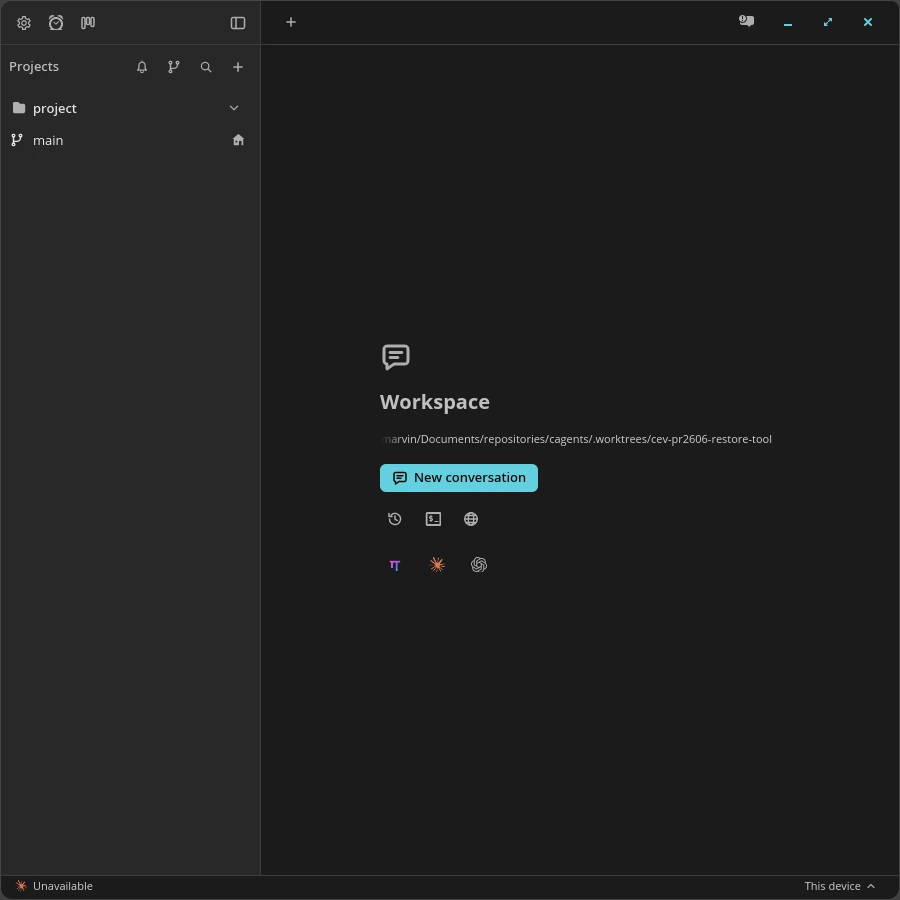 Projects
project
main
Workspace
marvin/Documents/repositories/cagents/.worktrees/cev-pr2606-restore-tool
New conversation
Unavailable
This device